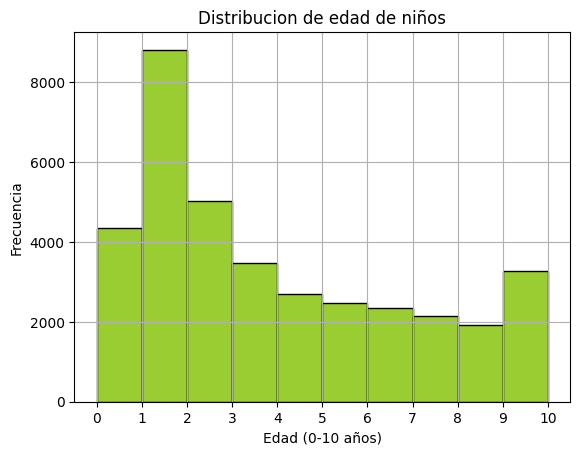 Distribucion de edad de niños
Frecuencia
8000
6000
4000
2000
0
0 1 2 3 4 5 6 7 8 9 10
Edad (0-10 años)